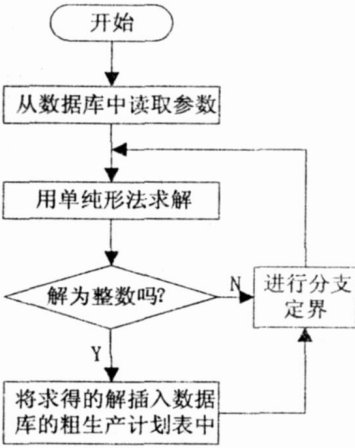 开始
从数据库中读取参数
用单纯形法求解
解为整数吗?
N
进行分支
定界
Y
将求得的解插入数据
库的粗生产计划表中